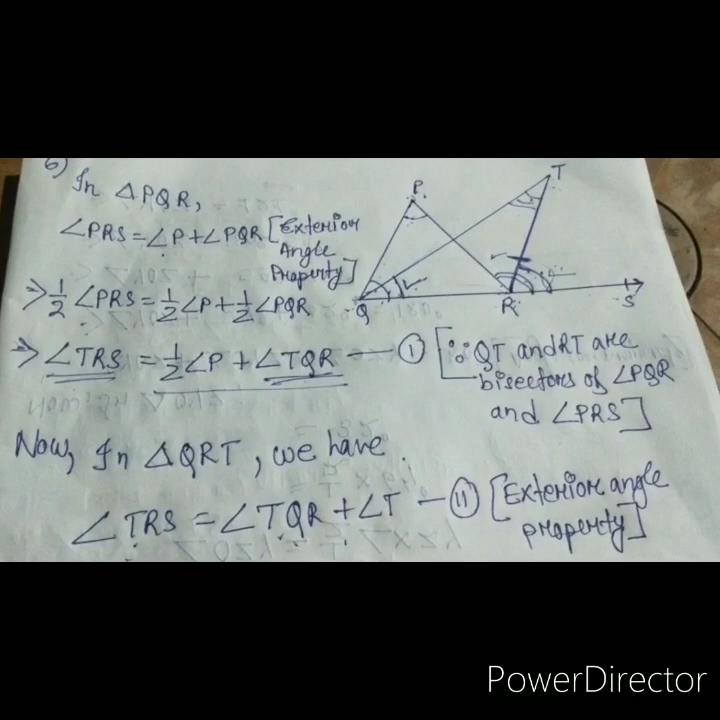 6)
In △PQR,
∠PRS=∠P+∠PQR [Exterior
Angle
Property]
⇒ 1/2 ∠PRS = 1/2 ∠P + 1/2 ∠PQR
⇒ ∠TRS = 1/2 ∠P + ∠TQR — (I) [∵ QT and RT are
bisectors of ∠PQR
and ∠PRS]
Now, In △QRT, we have.
∠TRS = ∠TQR + ∠T — (II) [Exterior angle
property]
P
T
Q
R
S
PowerDirector